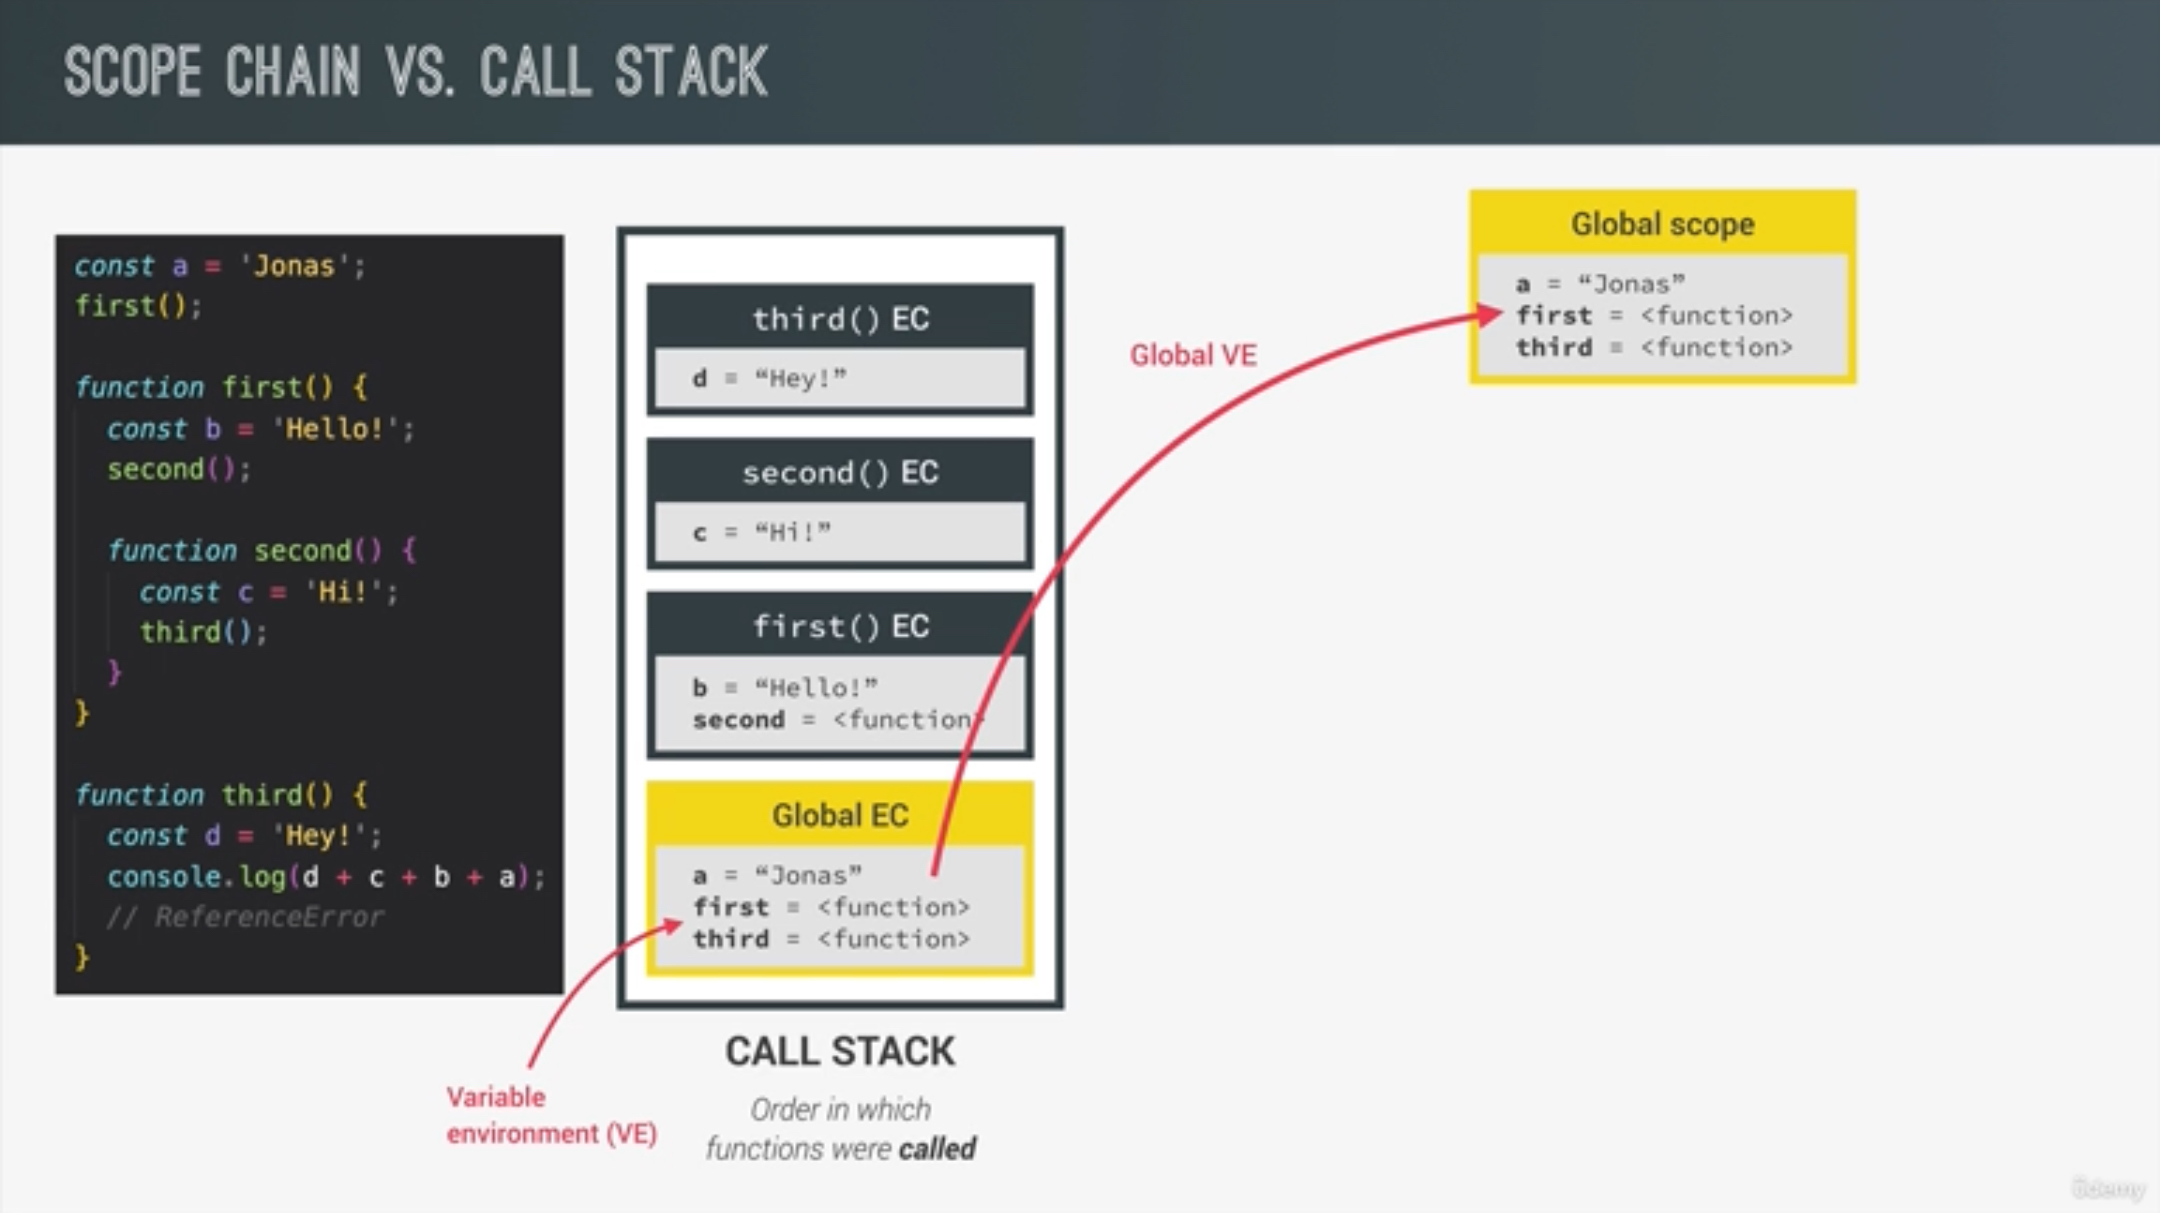 SCOPE CHAIN VS. CALL STACK
const a = 'Jonas';
first();
function first() {
const b = 'Hello!';
second();
function second() {
const c = 'Hi!';
third();
}
}
function third() {
const d = 'Hey!';
console.log(d + c + b + a);
// ReferenceError
}
third() EC
d = “Hey!”
second() EC
c = “Hi!”
first() EC
b = “Hello!”
second = <function>
Global EC
a = “Jonas”
first = <function>
third = <function>
Variable
environment (VE)
CALL STACK
Order in which
functions were called
Global VE
Global scope
a = “Jonas”
first = <function>
third = <function>
ûdemy